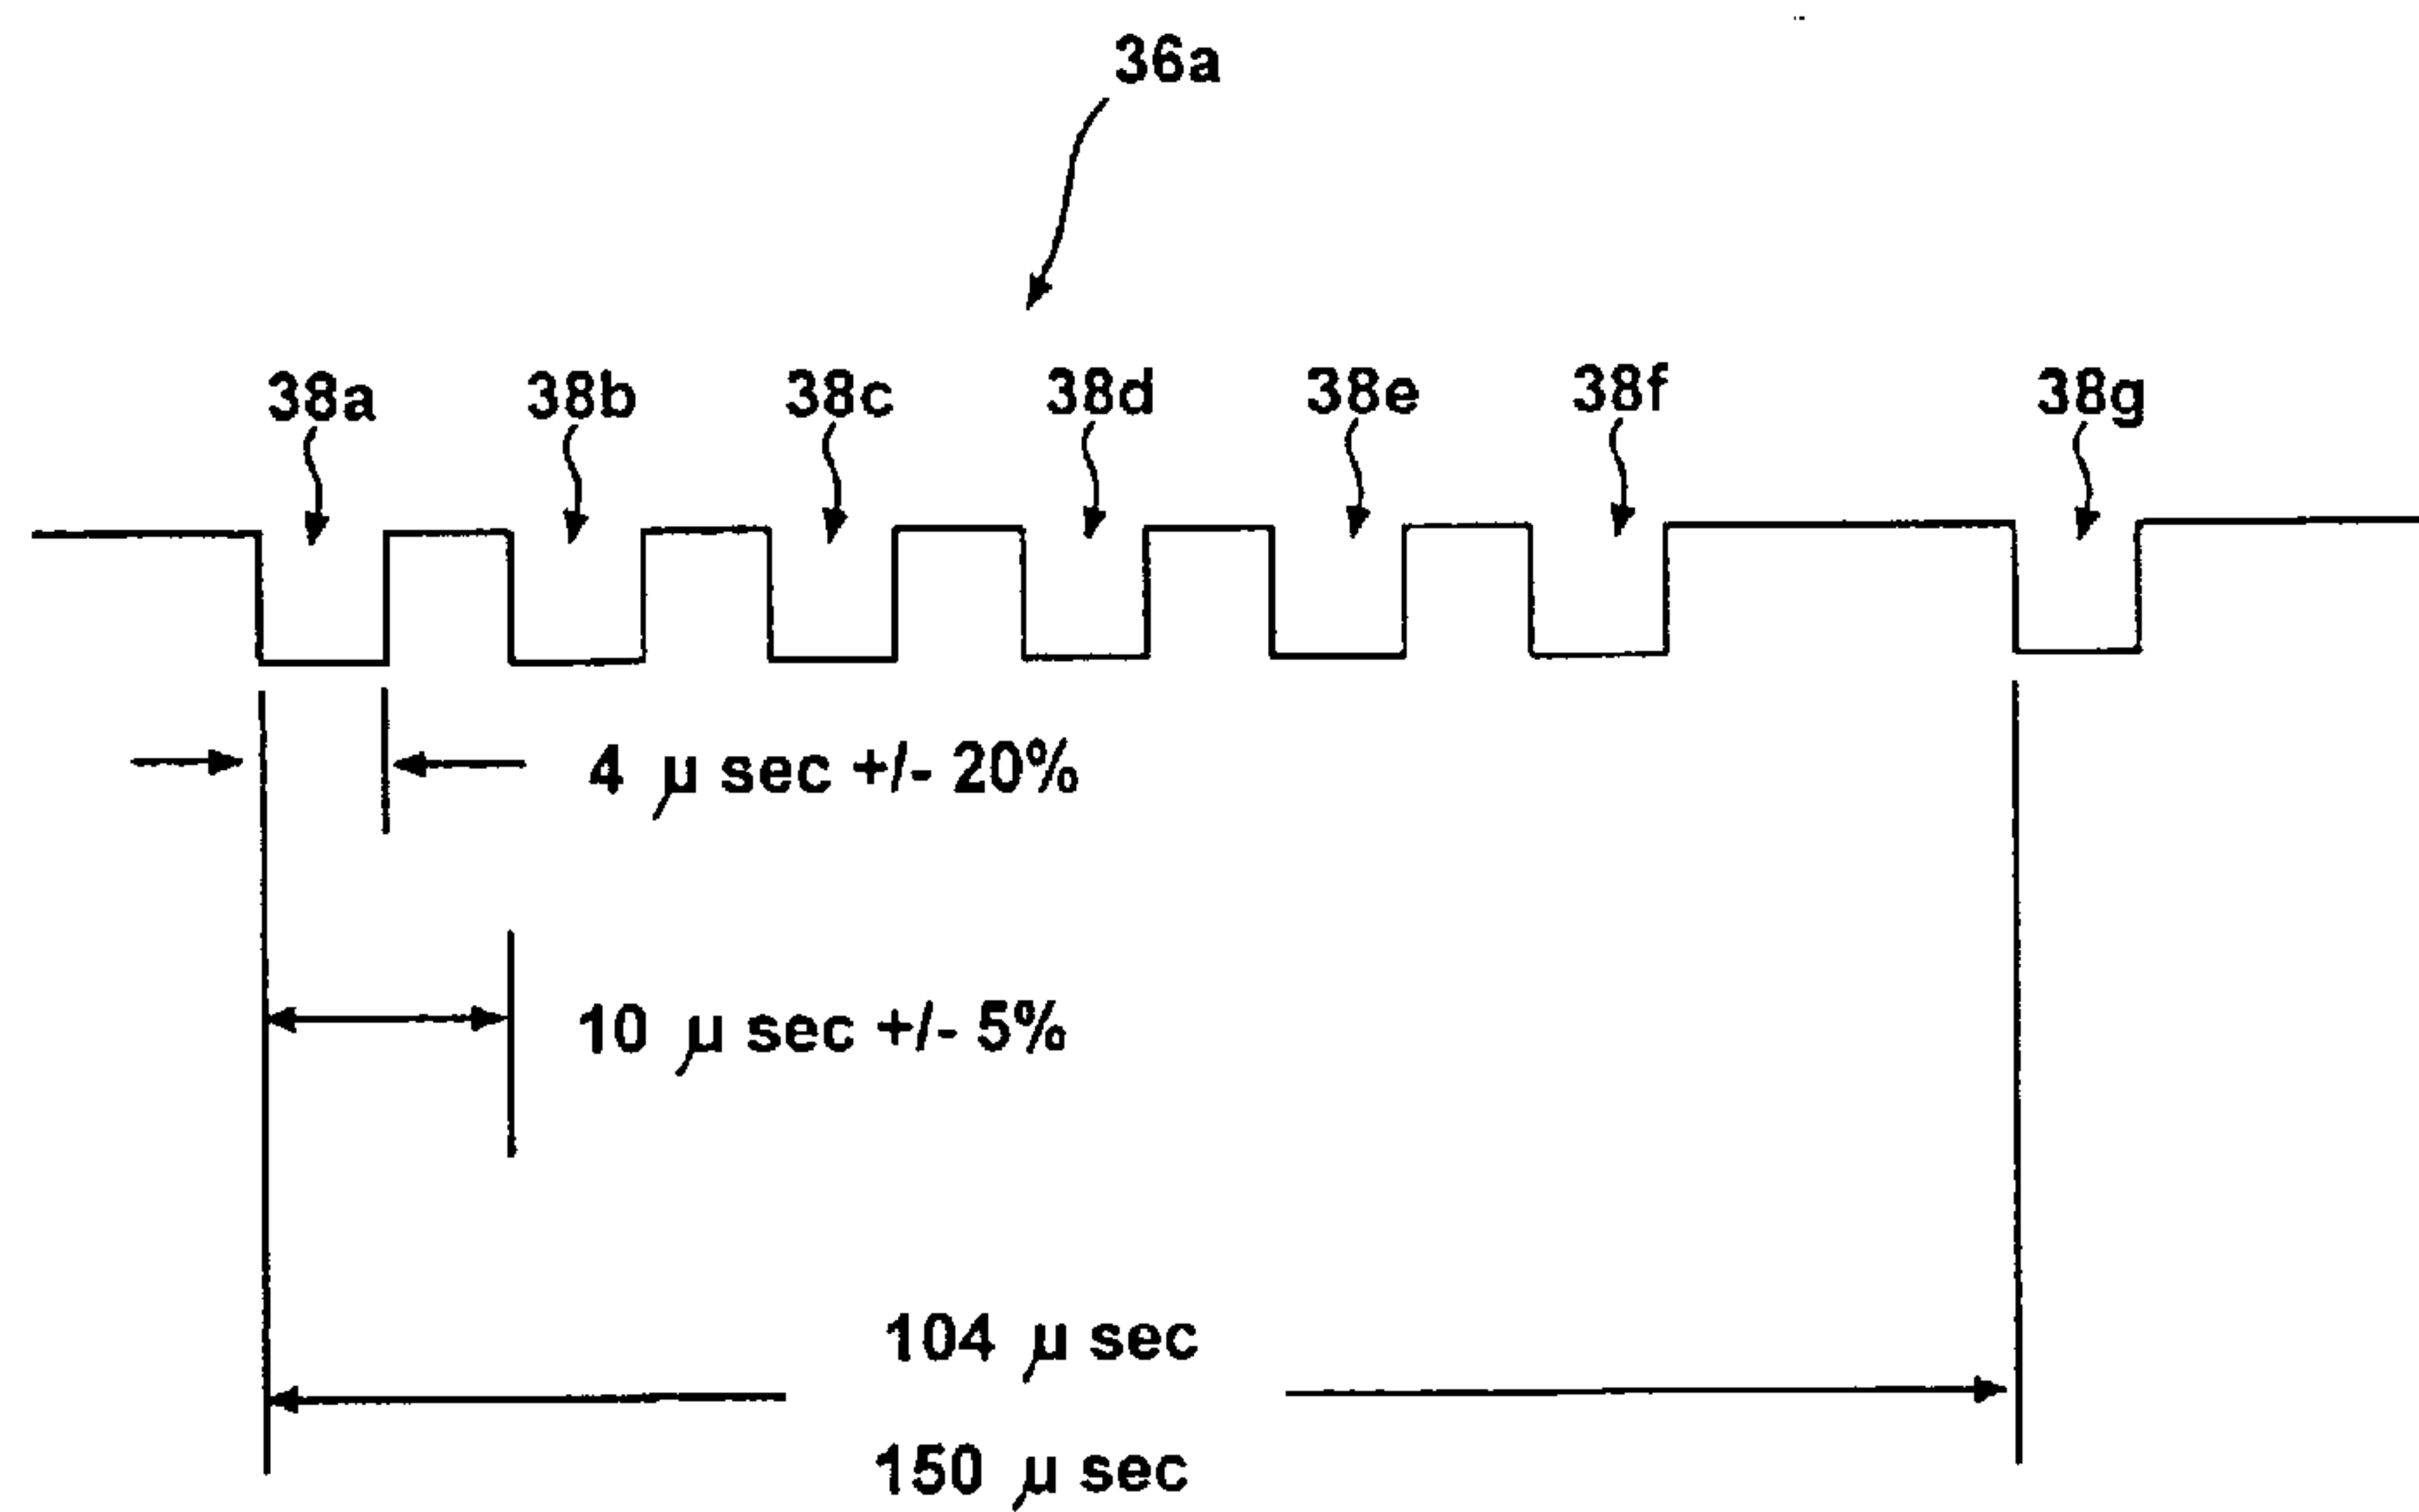 36a
38a 38b 38c 38d 38e 38f 38g
4 μ sec +/- 20%
10 μ sec +/- 5%
104 μ sec
150 μ sec